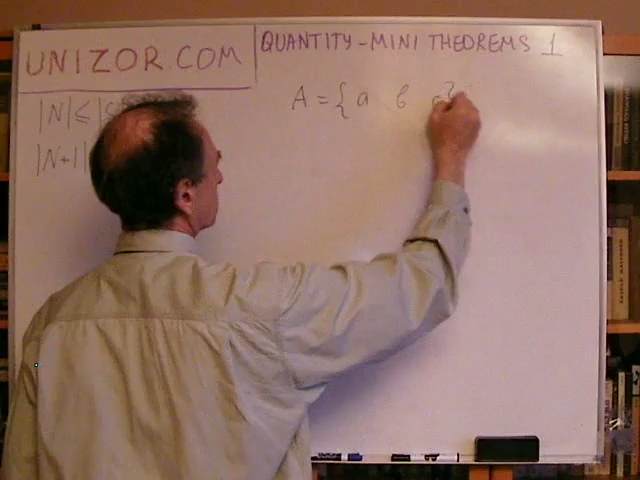 UNIZOR.COM
QUANTITY-MINI THEOREMS 1
A = { a b c }
|N| ≤ |
|N+1|